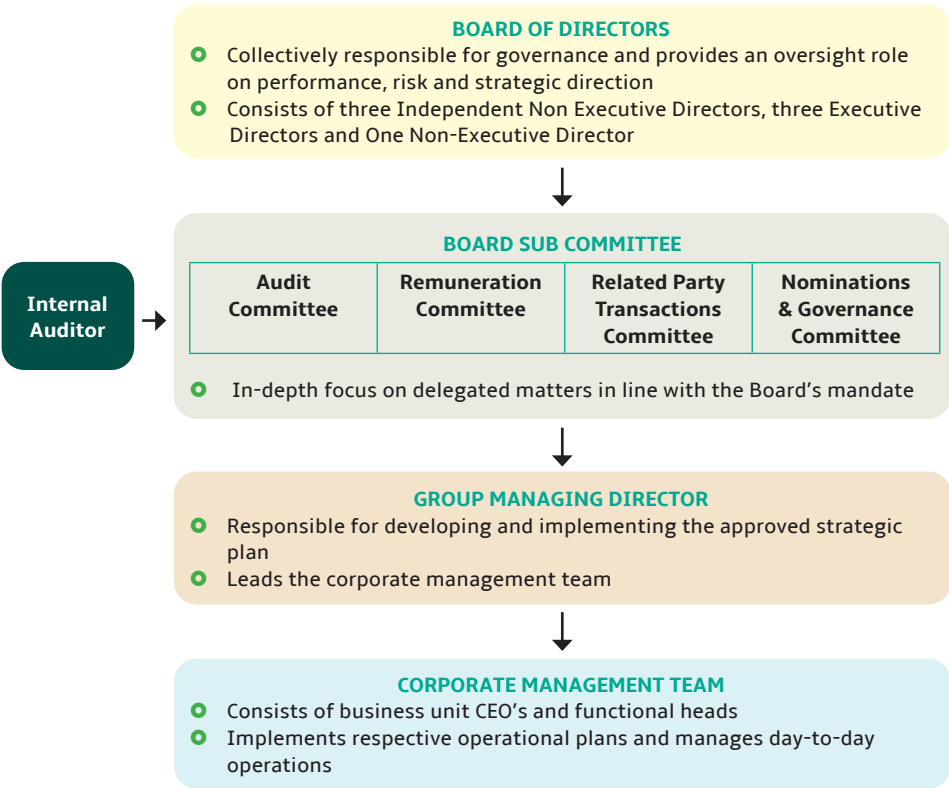 BOARD OF DIRECTORS
Collectively responsible for governance and provides an oversight role
on performance, risk and strategic direction
Consists of three Independent Non Executive Directors, three Executive
Directors and One Non-Executive Director
Internal
Auditor
BOARD SUB COMMITTEE
Audit
Committee
Remuneration
Committee
Related Party
Transactions
Committee
Nominations
& Governance
Committee
In-depth focus on delegated matters in line with the Board’s mandate
GROUP MANAGING DIRECTOR
Responsible for developing and implementing the approved strategic
plan
Leads the corporate management team
CORPORATE MANAGEMENT TEAM
Consists of business unit CEO’s and functional heads
Implements respective operational plans and manages day-to-day
operations